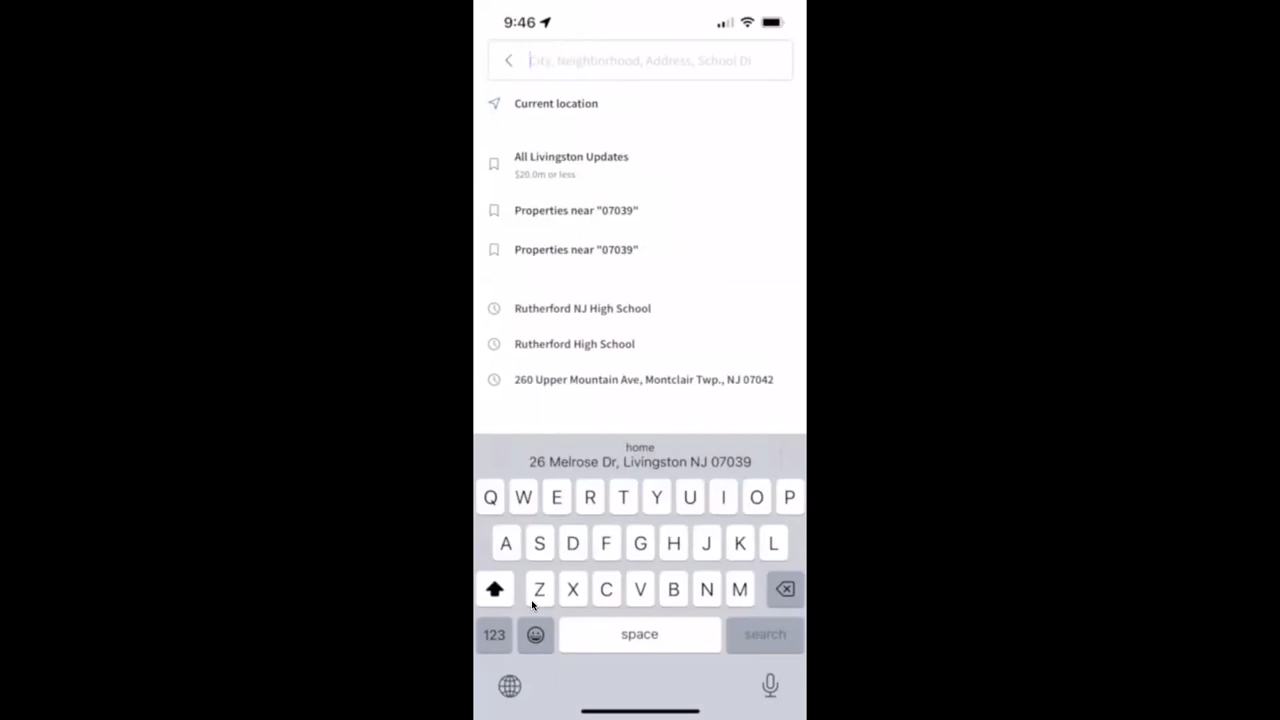 9:46
City, Neighborhood, Address, School Di
Current location
All Livingston Updates
$20.0m or less
Properties near "07039"
Properties near "07039"
Rutherford NJ High School
Rutherford High School
260 Upper Mountain Ave, Montclair Twp., NJ 07042
home
26 Melrose Dr, Livingston NJ 07039
Q W E R T Y U I O P
A S D F G H J K L
Z X C V B N M
123 space search